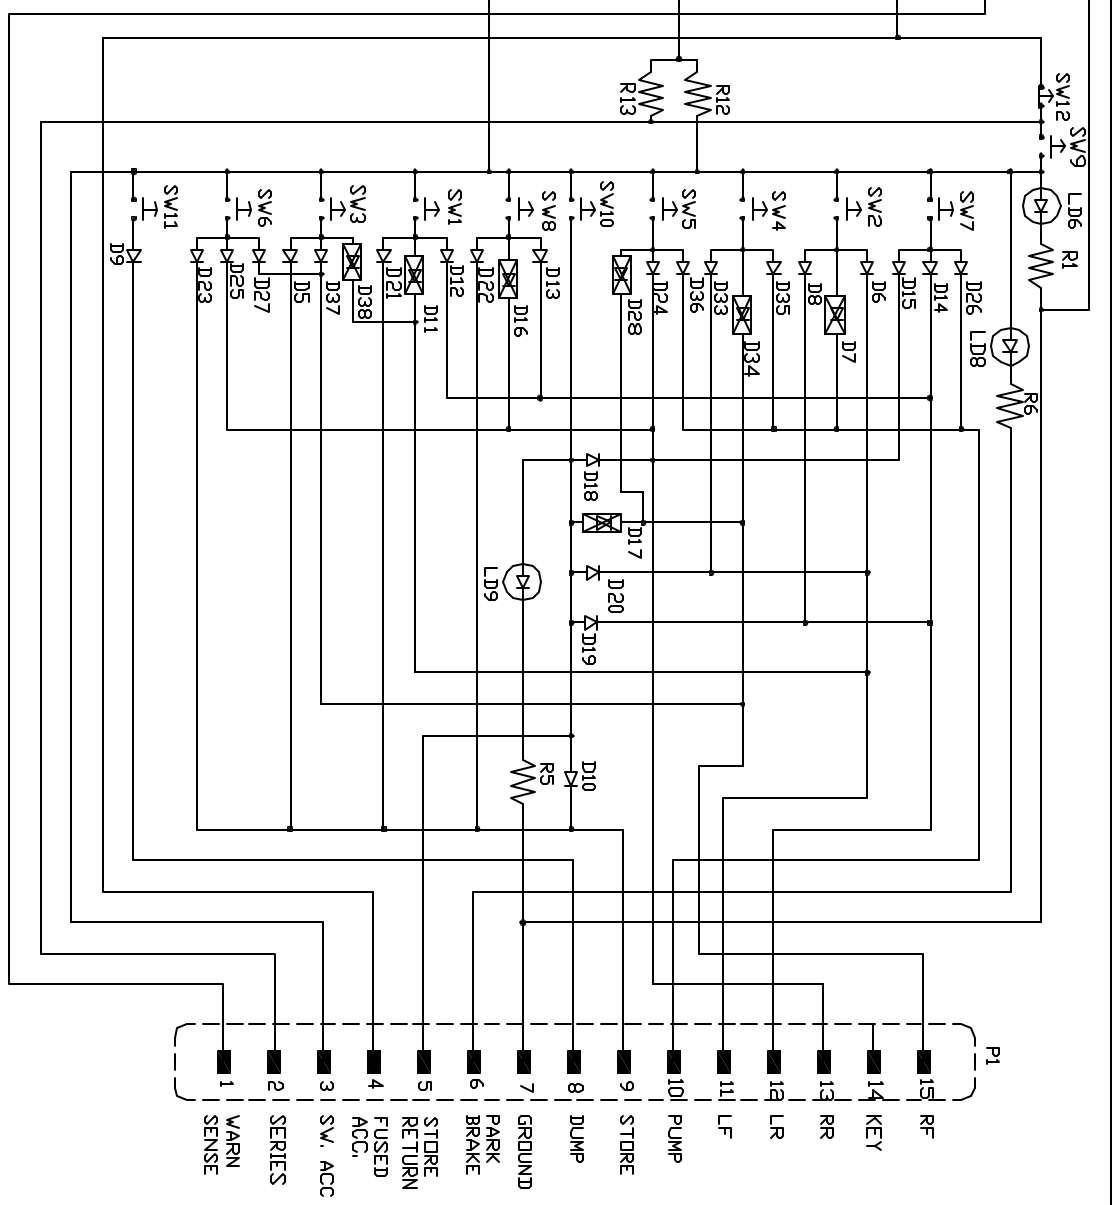 R13
R12
SW12
SW9
SW11
SW6
SW3
SW1
SW8
SW10
SW5
SW4
SW2
SW7
LD6
R1
D9
D23
D25
D27
D5
D37
D38
D21
D11
D12
D22
D16
D13
D28
D24
D36
D33
D34
D35
D8
D7
D6
D15
D14
D26
LD8
R6
D18
D17
LD9
D20
D19
R5
D10
P1
1
2
3
4
5
6
7
8
9
10
11
12
13
14
15
WARN
SENSE
SERIES
SW. ACC
FUSED
ACC.
STORE
RETURN
PARK
BRAKE
GROUND
DUMP
STORE
PUMP
LF
LR
RR
KEY
RF